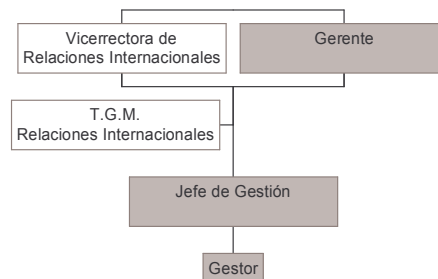 Vicerrectora de
Relaciones Internacionales
Gerente
T.G.M.
Relaciones Internacionales
Jefe de Gestión
Gestor